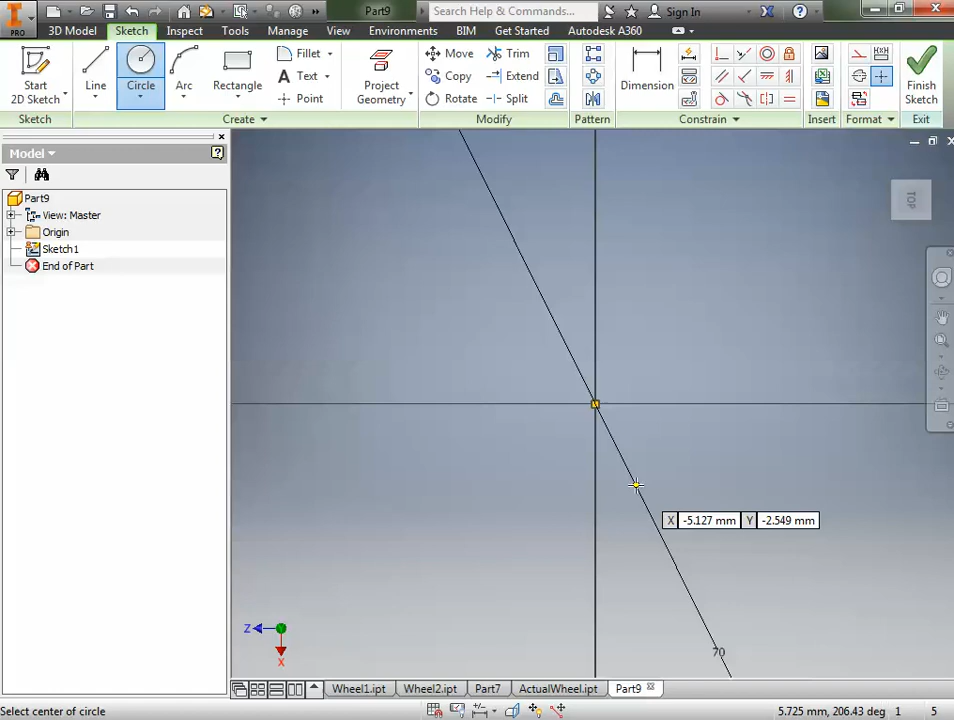 Part9
Search Help & Commands...
Sign In
PRO
3D Model
Sketch
Inspect
Tools
Manage
View
Environments
BIM
Get Started
Autodesk A360
Start
2D Sketch
Line
Circle
Arc
Rectangle
Fillet
Text
Point
Project
Geometry
Move
Copy
Rotate
Trim
Extend
Split
Dimension
Finish
Sketch
Sketch
Create
Modify
Pattern
Constrain
Insert
Format
Exit
Model
Part9
View: Master
Origin
Sketch1
End of Part
TOP
X -5.127 mm Y -2.549 mm
70
Z
X
Wheel1.ipt
Wheel2.ipt
Part7
ActualWheel.ipt
Part9
Select center of circle
5.725 mm, 206.43 deg 1 5